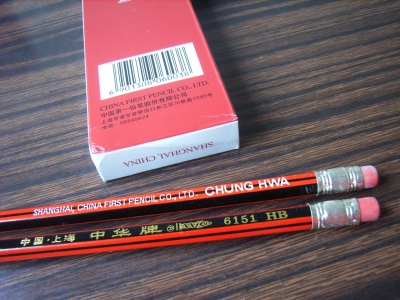 6901308060038
CHINA FIRST PENCIL CO., LTD.
中国第一铅笔股份有限公司
SHANGHAI, CHINA
SHANGHAI, CHINA FIRST PENCIL CO., LTD. CHUNG HWA
中国·上海 中华牌 6151 HB